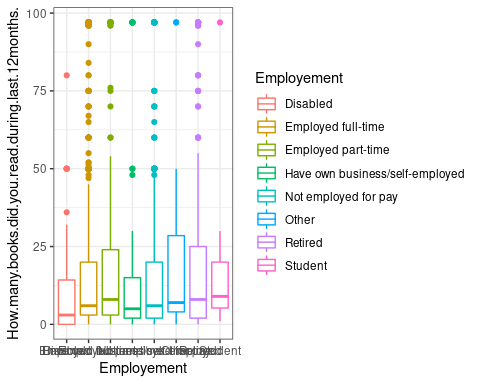 How.many.books.did.you.read.during.last.12months.
100
75
50
25
0
Student
Employement
Employement
Disabled
Employed full-time
Employed part-time
Have own business/self-employed
Not employed for pay
Other
Retired
Student